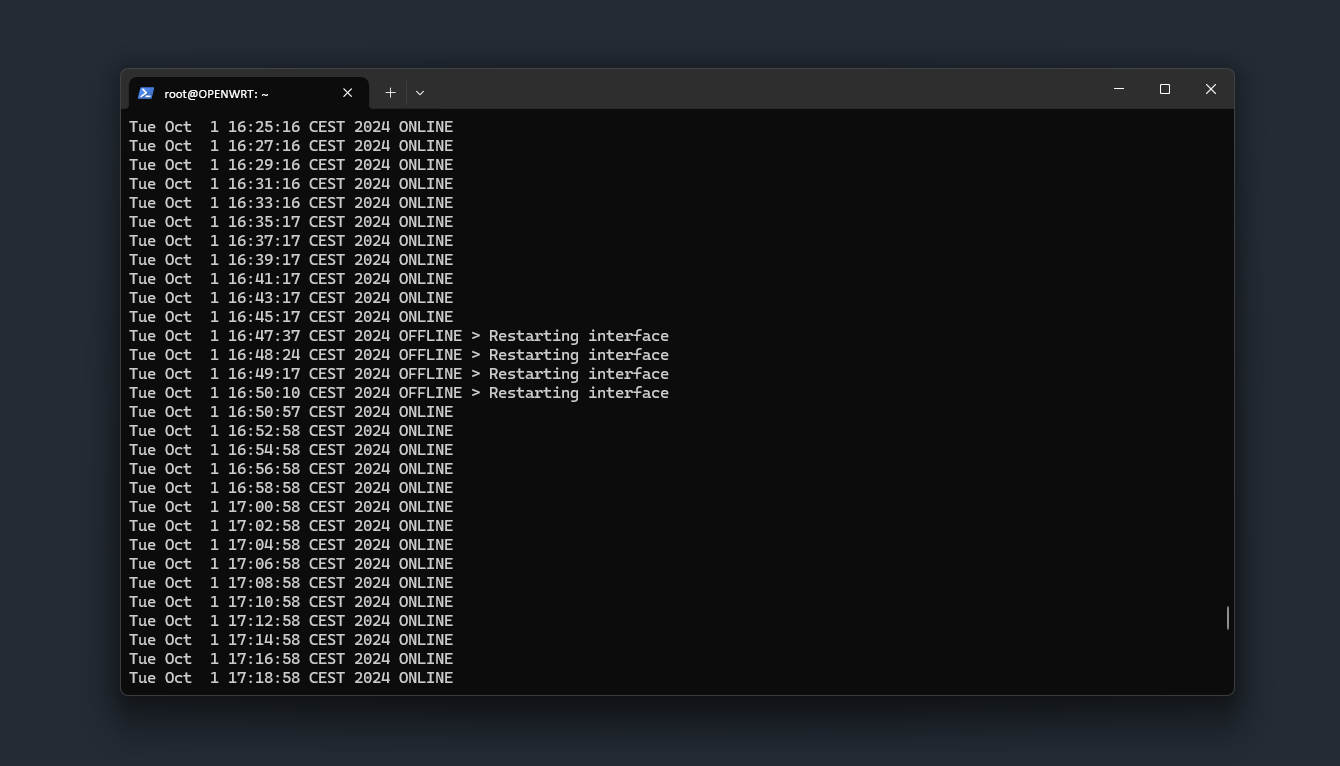 root@OPENWRT: ~
Tue Oct  1 16:25:16 CEST 2024 ONLINE
Tue Oct  1 16:27:16 CEST 2024 ONLINE
Tue Oct  1 16:29:16 CEST 2024 ONLINE
Tue Oct  1 16:31:16 CEST 2024 ONLINE
Tue Oct  1 16:33:16 CEST 2024 ONLINE
Tue Oct  1 16:35:17 CEST 2024 ONLINE
Tue Oct  1 16:37:17 CEST 2024 ONLINE
Tue Oct  1 16:39:17 CEST 2024 ONLINE
Tue Oct  1 16:41:17 CEST 2024 ONLINE
Tue Oct  1 16:43:17 CEST 2024 ONLINE
Tue Oct  1 16:45:17 CEST 2024 ONLINE
Tue Oct  1 16:47:37 CEST 2024 OFFLINE > Restarting interface
Tue Oct  1 16:48:24 CEST 2024 OFFLINE > Restarting interface
Tue Oct  1 16:49:17 CEST 2024 OFFLINE > Restarting interface
Tue Oct  1 16:50:10 CEST 2024 OFFLINE > Restarting interface
Tue Oct  1 16:50:57 CEST 2024 ONLINE
Tue Oct  1 16:52:58 CEST 2024 ONLINE
Tue Oct  1 16:54:58 CEST 2024 ONLINE
Tue Oct  1 16:56:58 CEST 2024 ONLINE
Tue Oct  1 16:58:58 CEST 2024 ONLINE
Tue Oct  1 17:00:58 CEST 2024 ONLINE
Tue Oct  1 17:02:58 CEST 2024 ONLINE
Tue Oct  1 17:04:58 CEST 2024 ONLINE
Tue Oct  1 17:06:58 CEST 2024 ONLINE
Tue Oct  1 17:08:58 CEST 2024 ONLINE
Tue Oct  1 17:10:58 CEST 2024 ONLINE
Tue Oct  1 17:12:58 CEST 2024 ONLINE
Tue Oct  1 17:14:58 CEST 2024 ONLINE
Tue Oct  1 17:16:58 CEST 2024 ONLINE
Tue Oct  1 17:18:58 CEST 2024 ONLINE